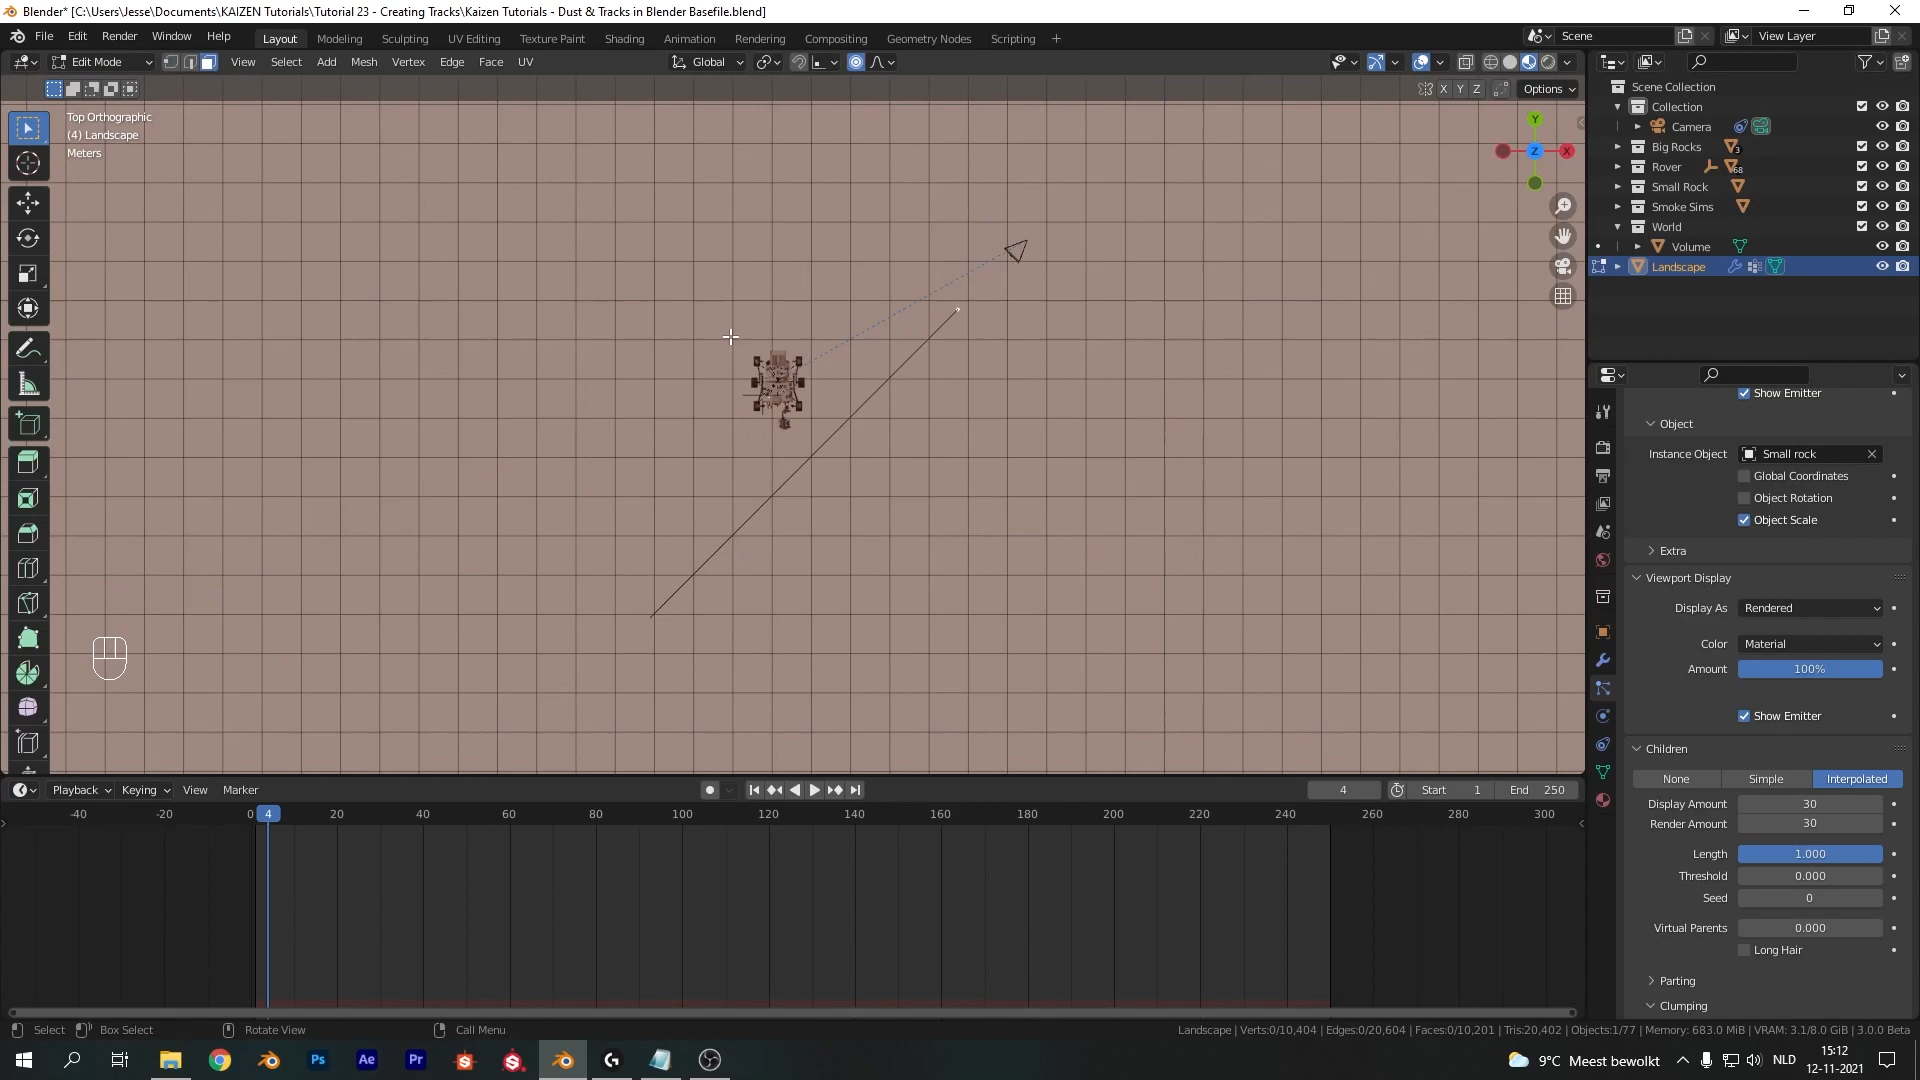 Blender* [C:\Users\Jesse\Documents\KAIZEN Tutorials\Tutorial 23 - Creating Tracks\Kaizen Tutorials - Dust & Tracks in Blender Basefile.blend]
File Edit Render Window Help Layout Modeling Sculpting UV Editing Texture Paint Shading Animation Rendering Compositing Geometry Nodes Scripting + Scene View Layer
Edit Mode View Select Add Mesh Vertex Edge Face UV Global
X Y Z Options
Top Orthographic
(4) Landscape
Meters
Y
Z X
Scene Collection
Collection
Camera
Big Rocks 3
Rover 68
Small Rock
Smoke Sims
World
Volume
Landscape
Show Emitter
Object
Instance Object Small rock
Global Coordinates
Object Rotation
Object Scale
Extra
Viewport Display
Display As Rendered
Color Material
Amount 100%
Show Emitter
Children
None Simple Interpolated
Display Amount 30
Render Amount 30
Length 1.000
Threshold 0.000
Seed 0
Virtual Parents 0.000
Long Hair
Parting
Clumping
Playback Keying View Marker 4 Start 1 End 250
-40 -20 0 4 20 40 60 80 100 120 140 160 180 200 220 240 260 280 300
Select Box Select Rotate View Call Menu Landscape | Verts:0/10,404 | Edges:0/20,604 | Faces:0/10,201 | Tris:20,402 | Objects:1/77 | Memory: 683.0 MiB | VRAM: 3.1/8.0 GiB | 3.0.0 Beta
Ps Ae Pr 9°C Meest bewolkt NLD 15:12
12-11-2021